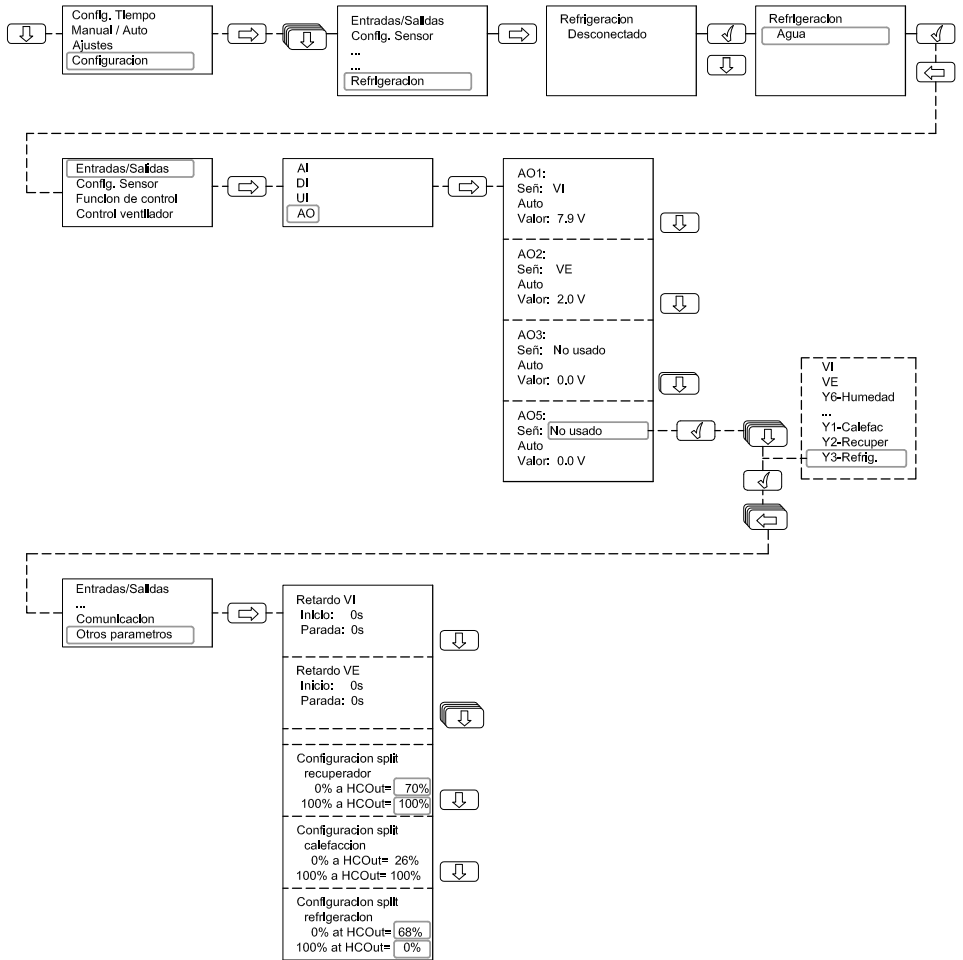 Config. Tiempo
Manual / Auto
Ajustes
Configuracion
Entradas/Salidas
Config. Sensor
...
...
Refrigeracion
Refrigeracion
Desconectado
Refrigeracion
Agua
Entradas/Salidas
Config. Sensor
Funcion de control
Control ventilador
AI
DI
UI
AO
AO1:
Señ: VI
Auto
Valor: 7.9 V
AO2:
Señ: VE
Auto
Valor: 2.0 V
AO3:
Señ: No usado
Auto
Valor: 0.0 V
AO5:
Señ: No usado
Auto
Valor: 0.0 V
VI
VE
Y6-Humedad
...
Y1-Calefac
Y2-Recuper
Y3-Refrig.
Entradas/Salidas
...
Comunicacion
Otros parametros
Retardo VI
Inicio: 0s
Parada: 0s
Retardo VE
Inicio: 0s
Parada: 0s
Configuracion split
recuperador
0% a HCOut= 70%
100% a HCOut= 100%
Configuracion split
calefaccion
0% a HCOut= 26%
100% a HCOut= 100%
Configuracion split
refrigeracion
0% at HCOut= 68%
100% at HCOut= 0%